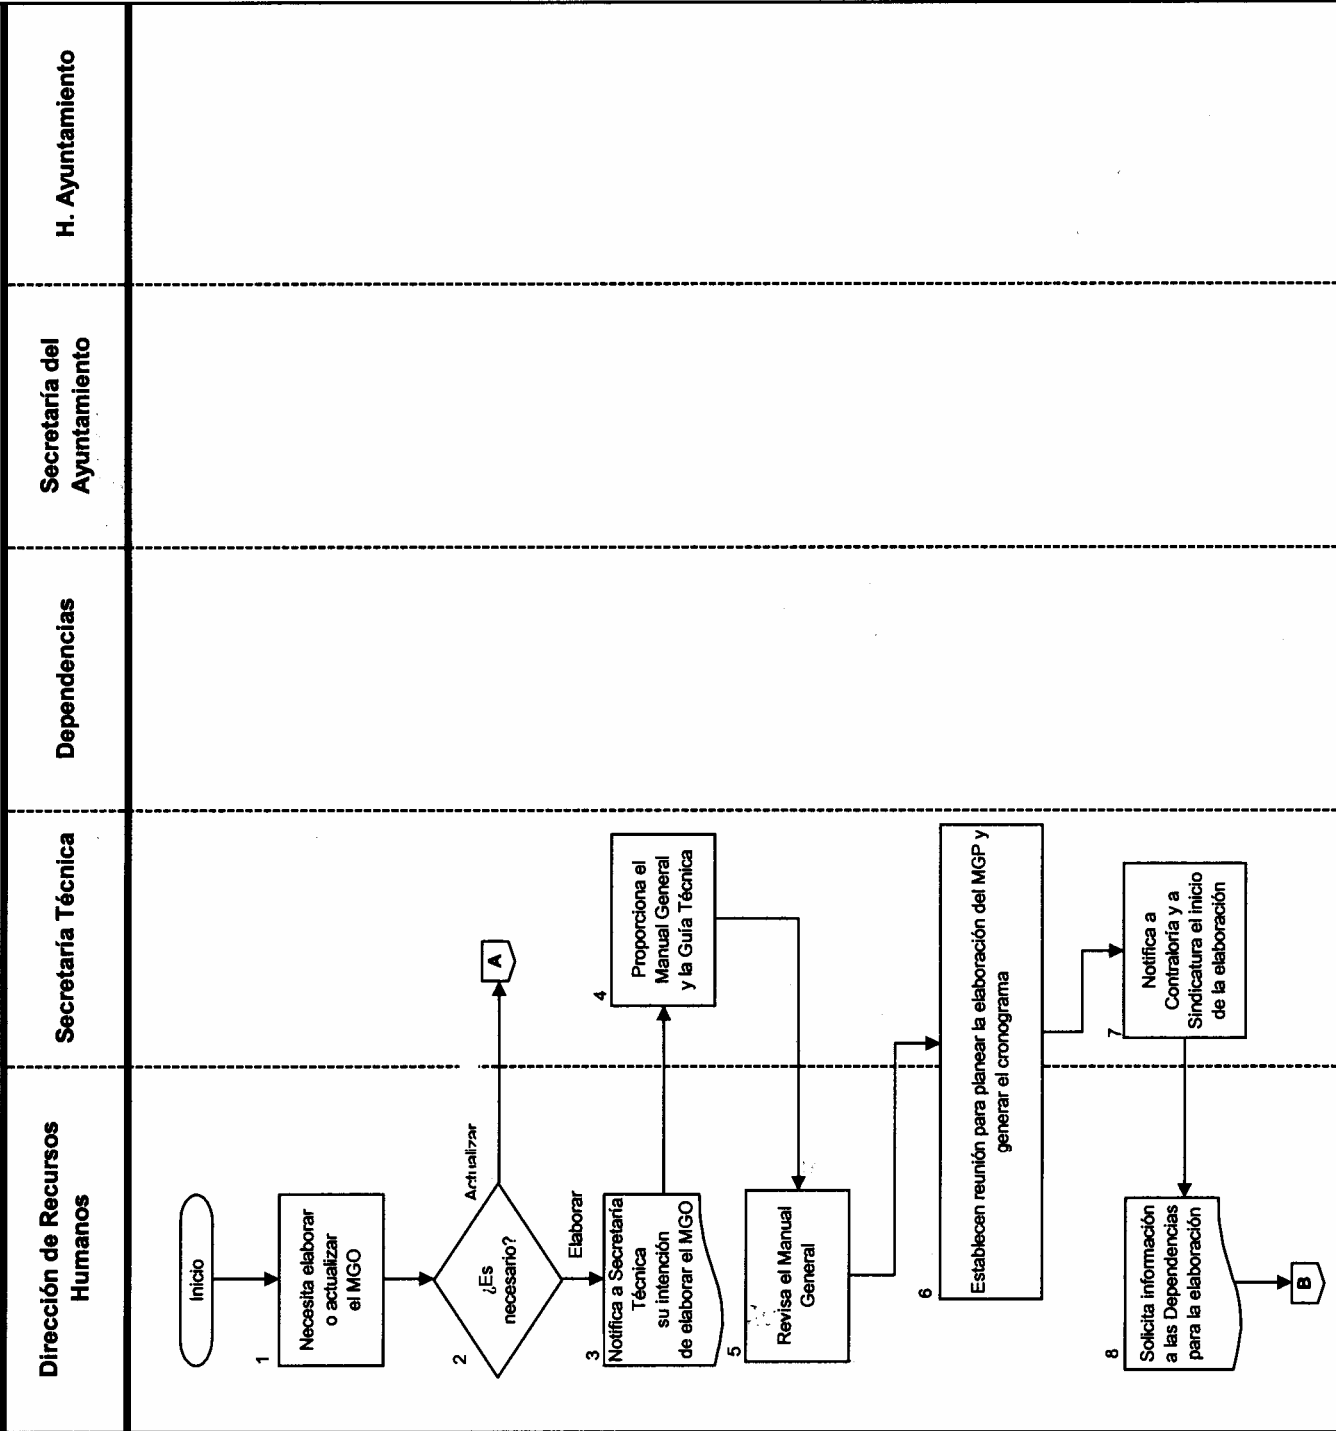 Dirección de Recursos
Humanos
Secretaría Técnica
Dependencias
Secretaría del
Ayuntamiento
H. Ayuntamiento
Inicio
1
Necesita elaborar
o actualizar
el MGO
2
¿Es
necesario?
Actualizar
A
Elaborar
3
Notifica a Secretaría
Técnica
su intención
de elaborar el MGO
4
Proporciona el
Manual General
y la Guía Técnica
5
Revisa el Manual
General
6
Establecen reunión para planear la elaboración del MGP y
generar el cronograma
7
Notifica a
Contraloría y a
Sindicatura el inicio
de la elaboración
8
Solicita información
a las Dependencias
para la elaboración
B